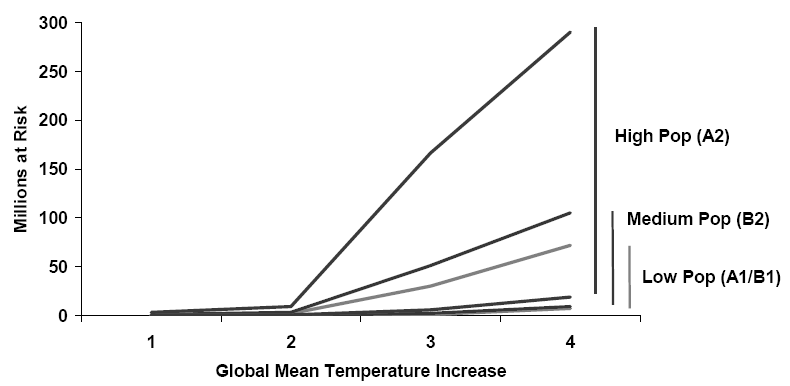 300
250
200
150
100
50
0
Millions at Risk
High Pop (A2)
Medium Pop (B2)
Low Pop (A1/B1)
1 2 3 4
Global Mean Temperature Increase